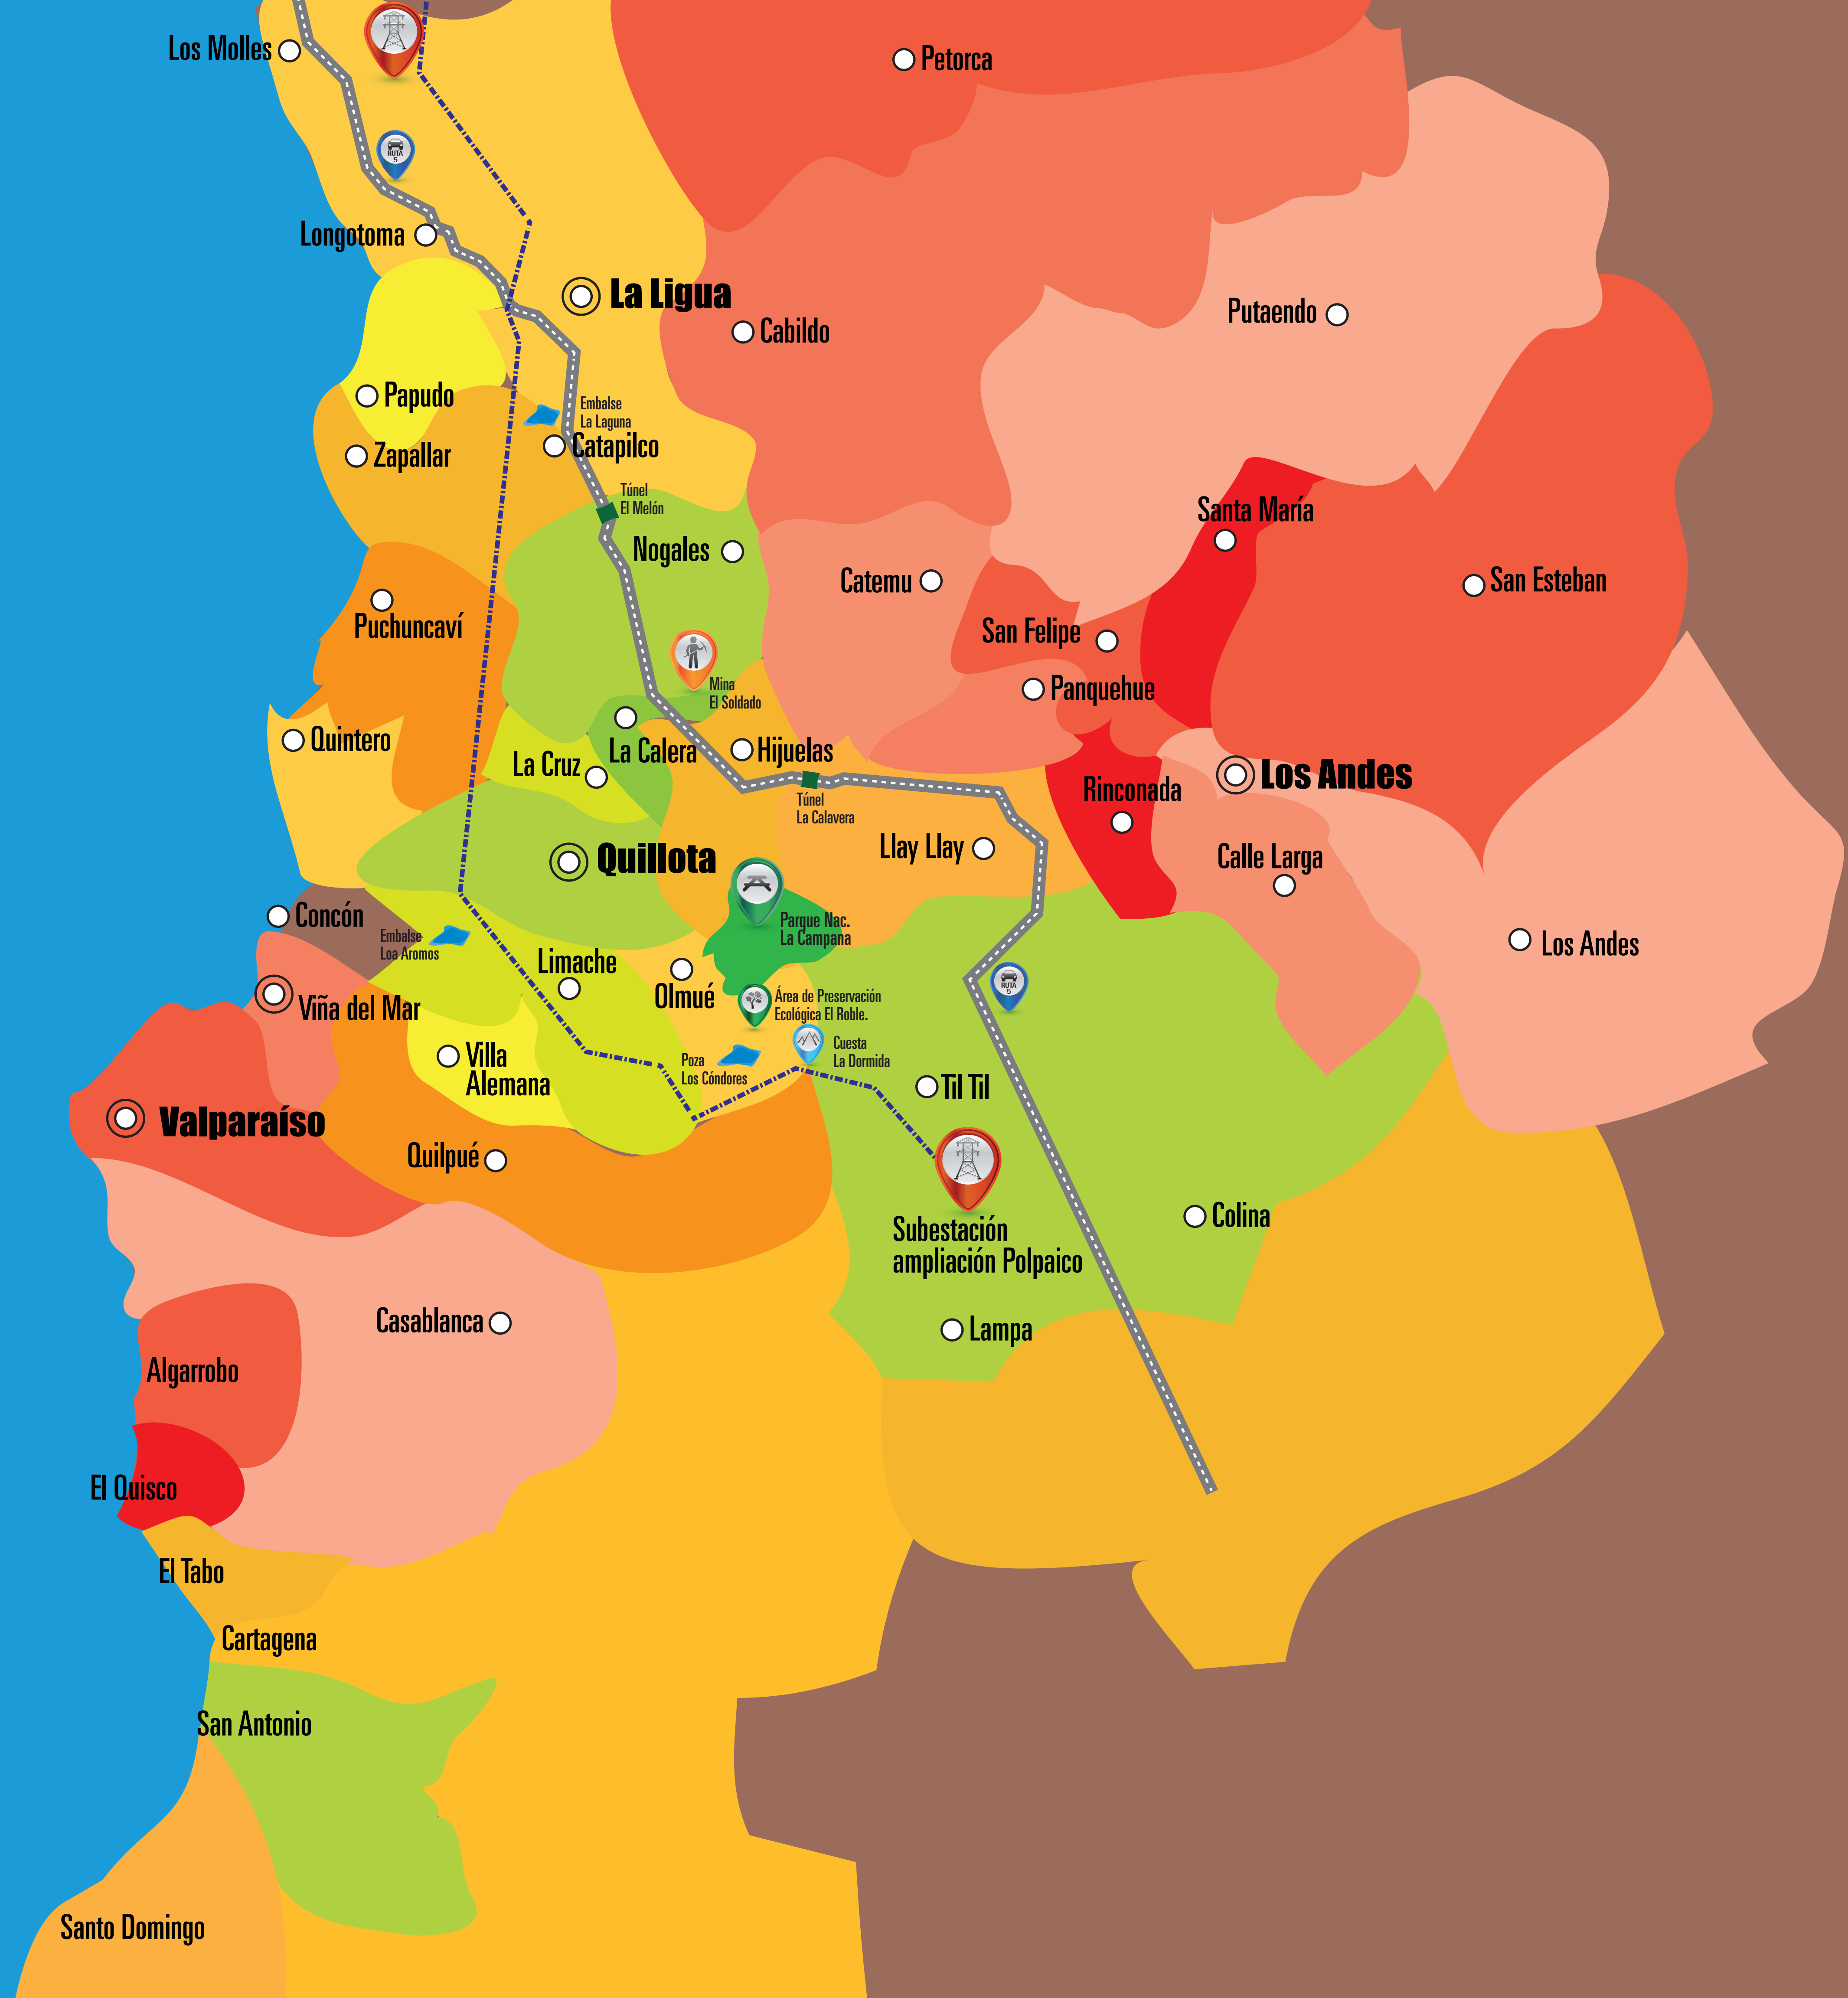 Los Molles
Petorca
RUTA
5
Longotoma
La Ligua
Putaendo
Cabildo
Papudo
Embalse
La Laguna
Catapilco
Zapallar
Túnel
El Melón
Santa María
Nogales
Catemu
San Esteban
Puchuncaví
San Felipe
Mina
El Soldado
Panquehue
Quintero
La Calera
Hijuelas
La Cruz
Los Andes
Rinconada
Túnel
La Calavera
Llay Llay
Quillota
Calle Larga
Concón
Parque Nac.
La Campana
Embalse
Loa Aromos
Los Andes
Limache
Olmué
RUTA
5
Área de Preservación
Ecológica El Roble.
Viña del Mar
Cuesta
La Dormida
Poza
Los Cóndores
Villa
Alemana
Til Til
Valparaíso
Quilpué
Colina
Subestación
ampliación Polpaico
Casablanca
Lampa
Algarrobo
El Quisco
El Tabo
Cartagena
San Antonio
Santo Domingo